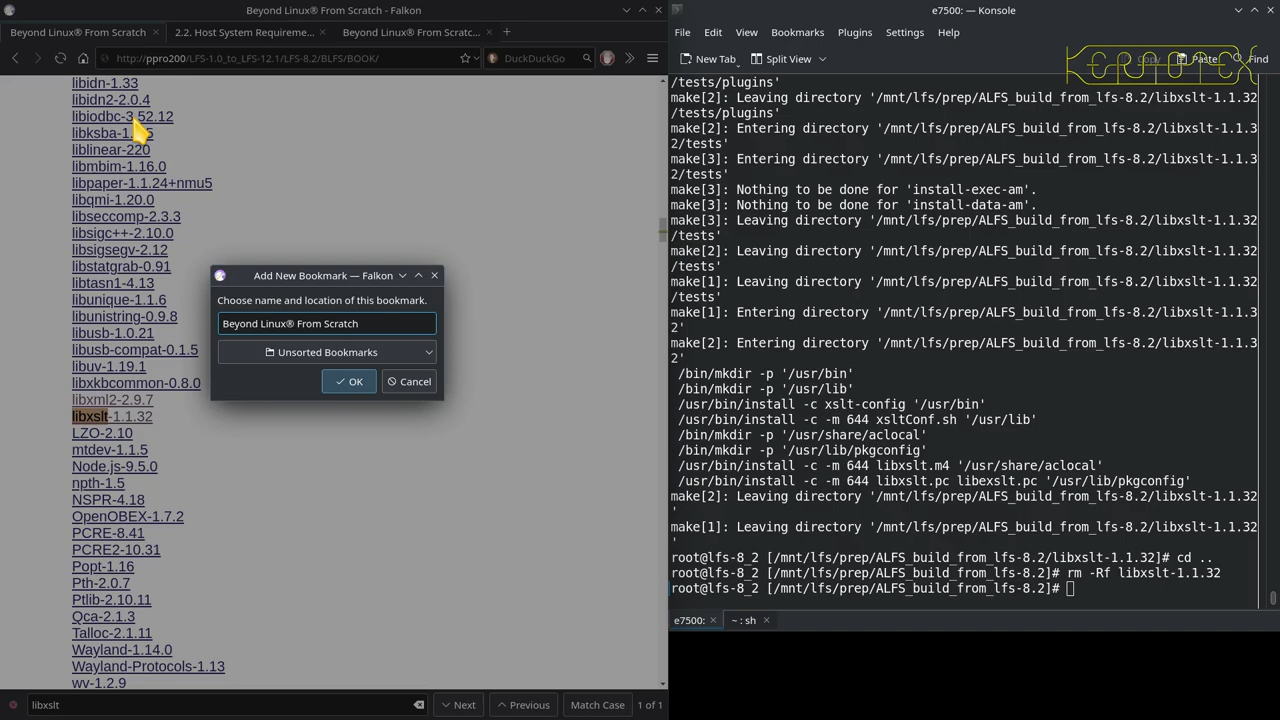 Beyond Linux® From Scratch - Falkon
Beyond Linux® From Scratch
2.2. Host System Requireme...
Beyond Linux® From Scratc...
http://ppro200/LFS-1.0_to_LFS-12.1/BLFS/BOOK/
DuckDuckGo
libidn-1.33
libidn2-2.0.4
libiodbc-3.52.12
libksba-1.
liblinear-220
libmbim-1.16.0
libpaper-1.1.24+nmu5
libqmi-1.20.0
libseccomp-2.3.3
libsigc++-2.10.0
libsigsegv-2.12
libstatgrab-0.91
libtasn1-4.13
libunique-1.1.6
libunistring-0.9.8
libusb-1.0.21
libusb-compat-0.1.5
libuv-1.19.1
libxkbcommon-0.8.0
libxml2-2.9.7
libxslt-1.1.32
LZO-2.10
mtdev-1.1.5
Node.js-9.5.0
npth-1.5
NSPR-4.18
OpenOBEX-1.7.2
PCRE-8.41
PCRE2-10.31
Popt-1.16
Pth-2.0.7
Ptlib-2.10.11
Qca-2.1.3
Talloc-2.1.11
Wayland-1.14.0
Wayland-Protocols-1.13
wv-1.2.9
Add New Bookmark — Falkon
Choose name and location of this bookmark.
Beyond Linux® From Scratch
Unsorted Bookmarks
OK
Cancel
libxslt
Next
Previous
Match Case
1 of 1
e7500: — Konsole
File Edit View Bookmarks Plugins Settings Help
New Tab
Split View
Copy
Paste
Find
/tests/plugins'
make[2]: Leaving directory '/mnt/lfs/prep/ALFS_build_from_lfs-8.2/libxslt-1.1.32
/tests/plugins'
make[2]: Entering directory '/mnt/lfs/prep/ALFS_build_from_lfs-8.2/libxslt-1.1.3
2/tests'
make[3]: Entering directory '/mnt/lfs/prep/ALFS_build_from_lfs-8.2/libxslt-1.1.3
2/tests'
make[3]: Nothing to be done for 'install-exec-am'.
make[3]: Nothing to be done for 'install-data-am'.
make[3]: Leaving directory '/mnt/lfs/prep/ALFS_build_from_lfs-8.2/libxslt-1.1.32
/tests'
make[2]: Leaving directory '/mnt/lfs/prep/ALFS_build_from_lfs-8.2/libxslt-1.1.32
/tests'
make[1]: Leaving directory '/mnt/lfs/prep/ALFS_build_from_lfs-8.2/libxslt-1.1.32
/tests'
make[1]: Entering directory '/mnt/lfs/prep/ALFS_build_from_lfs-8.2/libxslt-1.1.3
2'
make[2]: Entering directory '/mnt/lfs/prep/ALFS_build_from_lfs-8.2/libxslt-1.1.3
2'
/bin/mkdir -p '/usr/bin'
/bin/mkdir -p '/usr/lib'
/usr/bin/install -c xslt-config '/usr/bin'
/usr/bin/install -c -m 644 xsltConf.sh '/usr/lib'
/bin/mkdir -p '/usr/share/aclocal'
/bin/mkdir -p '/usr/lib/pkgconfig'
/usr/bin/install -c -m 644 libxslt.m4 '/usr/share/aclocal'
/usr/bin/install -c -m 644 libxslt.pc libexslt.pc '/usr/lib/pkgconfig'
make[2]: Leaving directory '/mnt/lfs/prep/ALFS_build_from_lfs-8.2/libxslt-1.1.32
'
make[1]: Leaving directory '/mnt/lfs/prep/ALFS_build_from_lfs-8.2/libxslt-1.1.32
'
root@lfs-8_2 [/mnt/lfs/prep/ALFS_build_from_lfs-8.2/libxslt-1.1.32]# cd ..
root@lfs-8_2 [/mnt/lfs/prep/ALFS_build_from_lfs-8.2]# rm -Rf libxslt-1.1.32
root@lfs-8_2 [/mnt/lfs/prep/ALFS_build_from_lfs-8.2]#
e7500:
~ : sh